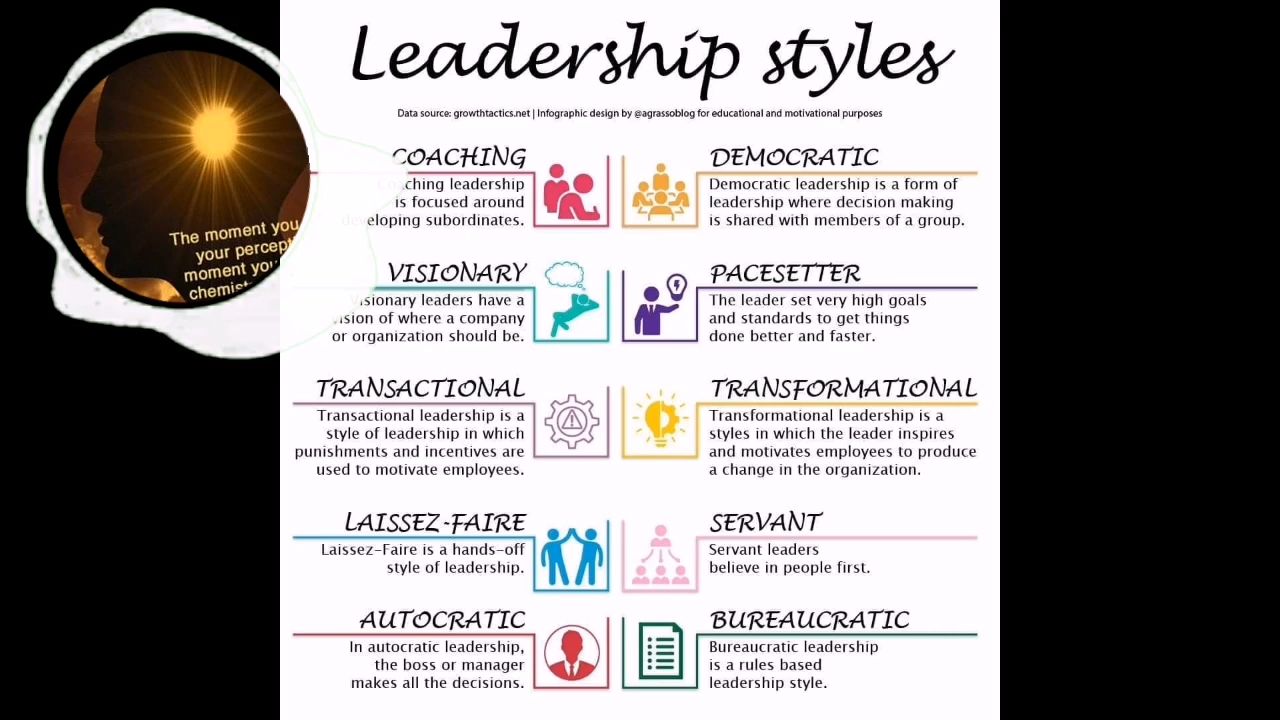 Leadership styles
Data source: growthtactics.net | Infographic design by @agrassoblog for educational and motivational purposes
COACHING
Coaching leadership
is focused around
developing subordinates.
DEMOCRATIC
Democratic leadership is a form of
leadership where decision making
is shared with members of a group.
VISIONARY
Visionary leaders have a
vision of where a company
or organization should be.
PACESETTER
The leader set very high goals
and standards to get things
done better and faster.
TRANSACTIONAL
Transactional leadership is a
style of leadership in which
punishments and incentives are
used to motivate employees.
TRANSFORMATIONAL
Transformational leadership is a
styles in which the leader inspires
and motivates employees to produce
a change in the organization.
LAISSEZ-FAIRE
Laissez-Faire is a hands-off
style of leadership.
SERVANT
Servant leaders
believe in people first.
AUTOCRATIC
In autocratic leadership,
the boss or manager
makes all the decisions.
BUREAUCRATIC
Bureaucratic leadership
is a rules based
leadership style.
The moment you
your
moment